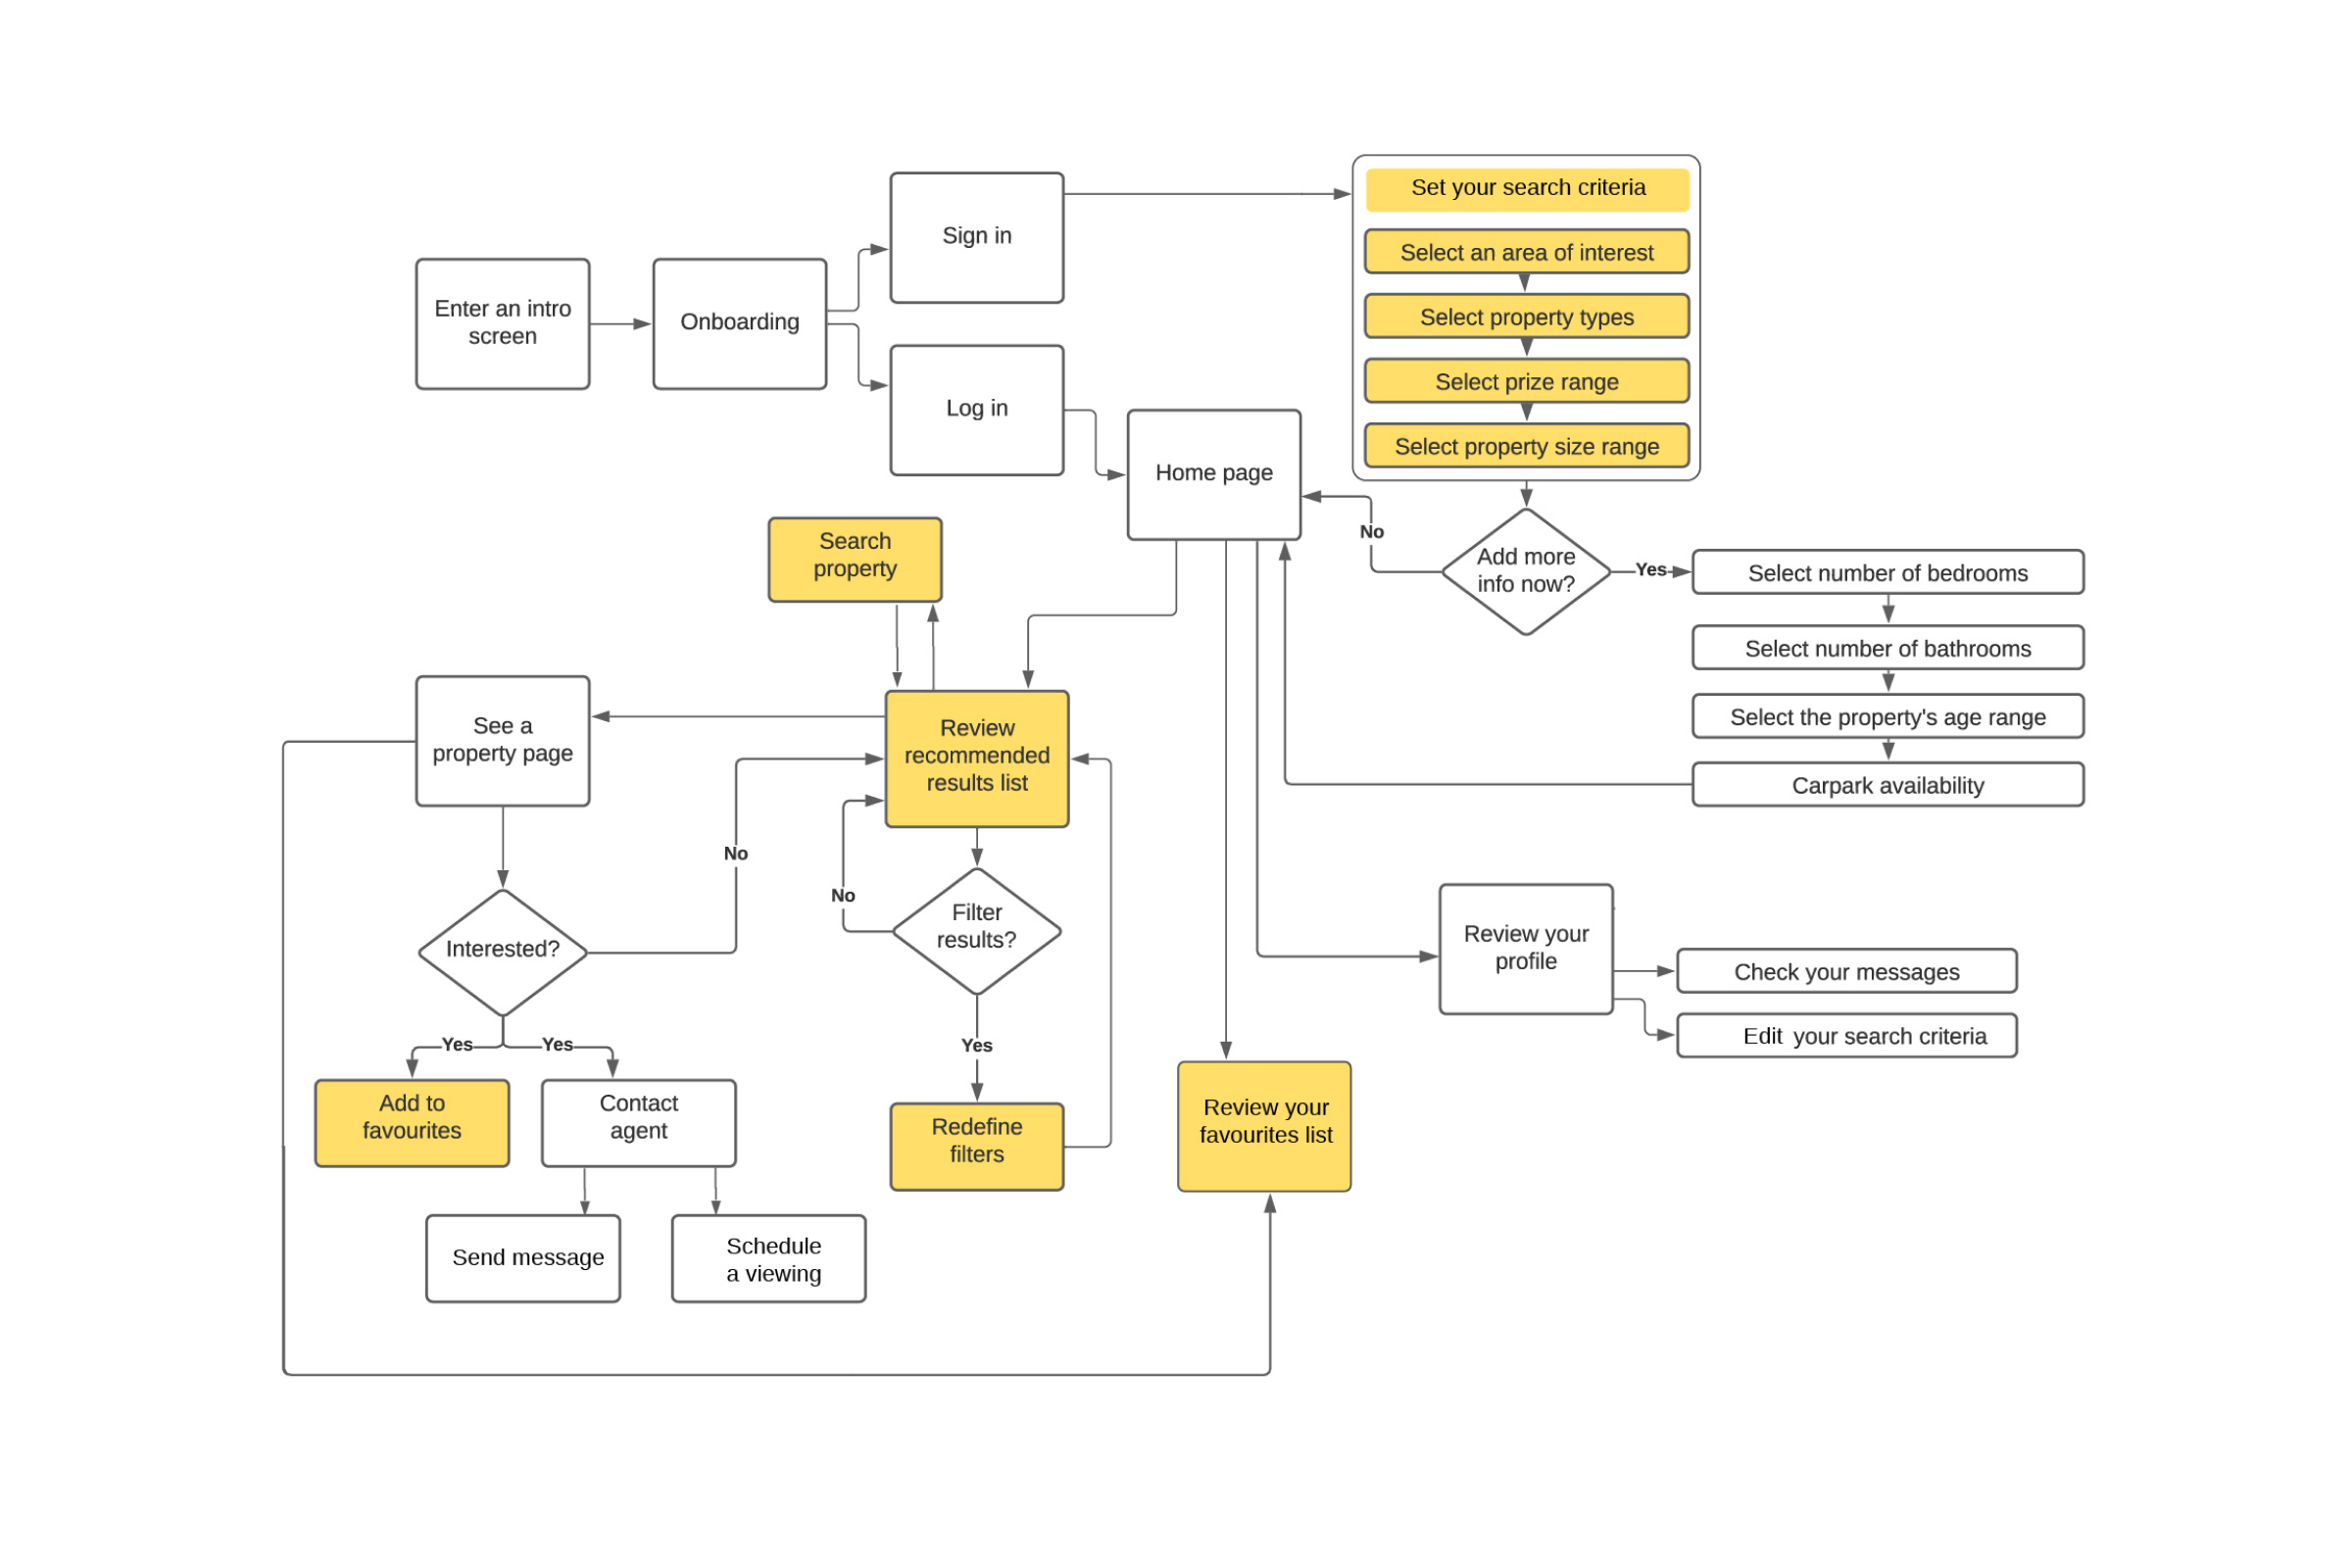 Set your search criteria
Sign in
Select an area of interest
Enter an intro
screen
Onboarding
Select property types
Select prize range
Log in
Select property size range
Home page
No
Add more
info now?
Yes
Select number of bedrooms
Search
property
Select number of bathrooms
Select the property's age range
Carpark availability
See a
property page
Review
recommended
results list
No
No
Filter
results?
Interested?
Review your
profile
Check your messages
Edit your search criteria
Yes
Yes
Yes
Add to
favourites
Contact
agent
Redefine
filters
Review your
favourites list
Send message
Schedule
a viewing